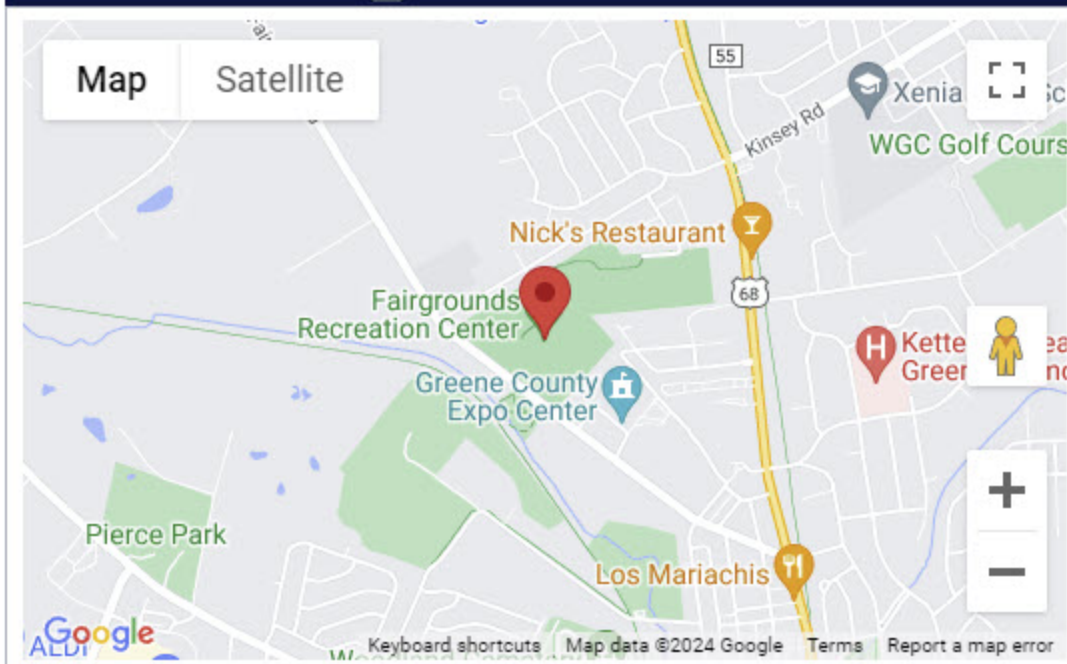 Map
Satellite
55
Xenia
Kinsey Rd
WGC Golf Cours
Nick's Restaurant
68
Fairgrounds
Recreation Center
Kette
Green
Greene County
Expo Center
Pierce Park
Los Mariachis
Google
ALDI
Keyboard shortcuts
Map data ©2024 Google
Terms
Report a map error